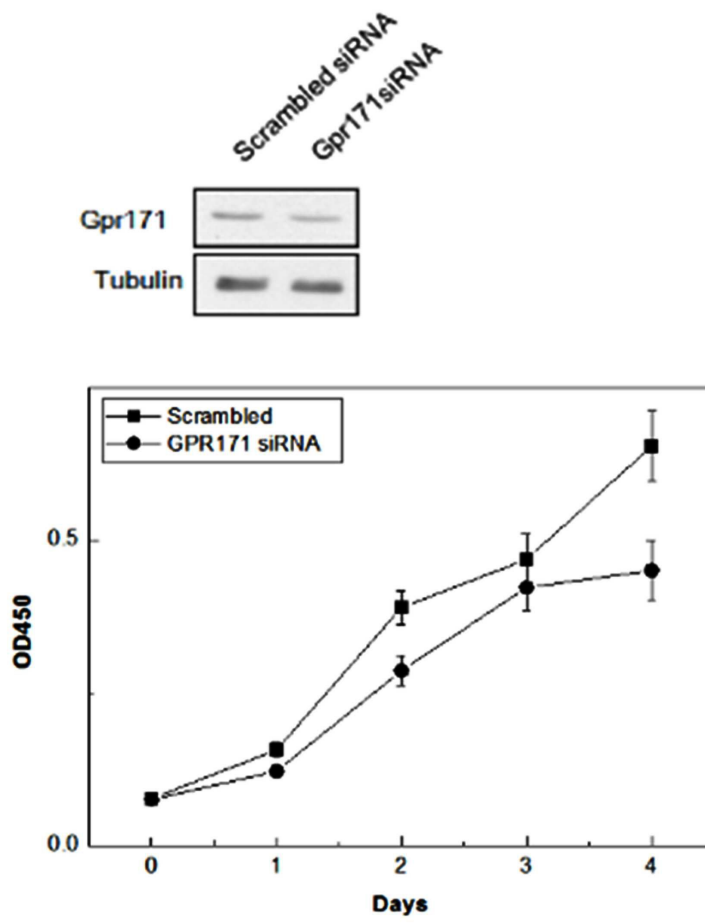 Scrambled siRNA
Gpr171siRNA
Gpr171
Tubulin
Scrambled
GPR171 siRNA
0.5
0.0
OD450
0 1 2 3 4
Days